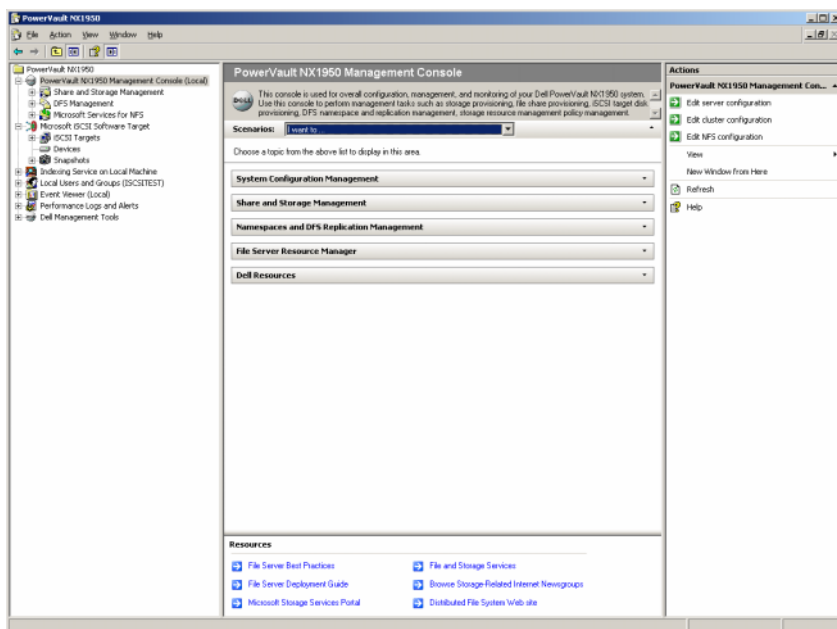 PowerVault NX1950
File Action View Window Help
PowerVault NX1950
PowerVault NX1950 Management Console (Local)
Share and Storage Management
DFS Management
Microsoft Services for NFS
Microsoft iSCSI Software Target
iSCSI Targets
Devices
Snapshots
Indexing Service on Local Machine
Local Users and Groups (ISCSITEST)
Event Viewer (Local)
Performance Logs and Alerts
Dell Management Tools
PowerVault NX1950 Management Console
DELL
This console is used for overall configuration, management, and monitoring of your Dell PowerVault NX1950 system.
Use this console to perform management tasks such as storage provisioning, file share provisioning, iSCSI target disk
provisioning, DFS namespace and replication management, storage resource management policy management.
Scenarios: I want to ...
Choose a topic from the above list to display in this area.
System Configuration Management
Share and Storage Management
Namespaces and DFS Replication Management
File Server Resource Manager
Dell Resources
Resources
File Server Best Practices
File and Storage Services
File Server Deployment Guide
Browse Storage-Related Internet Newsgroups
Microsoft Storage Services Portal
Distributed File System Web site
Actions
PowerVault NX1950 Management Con...
Edit server configuration
Edit cluster configuration
Edit NFS configuration
View
New Window from Here
Refresh
Help